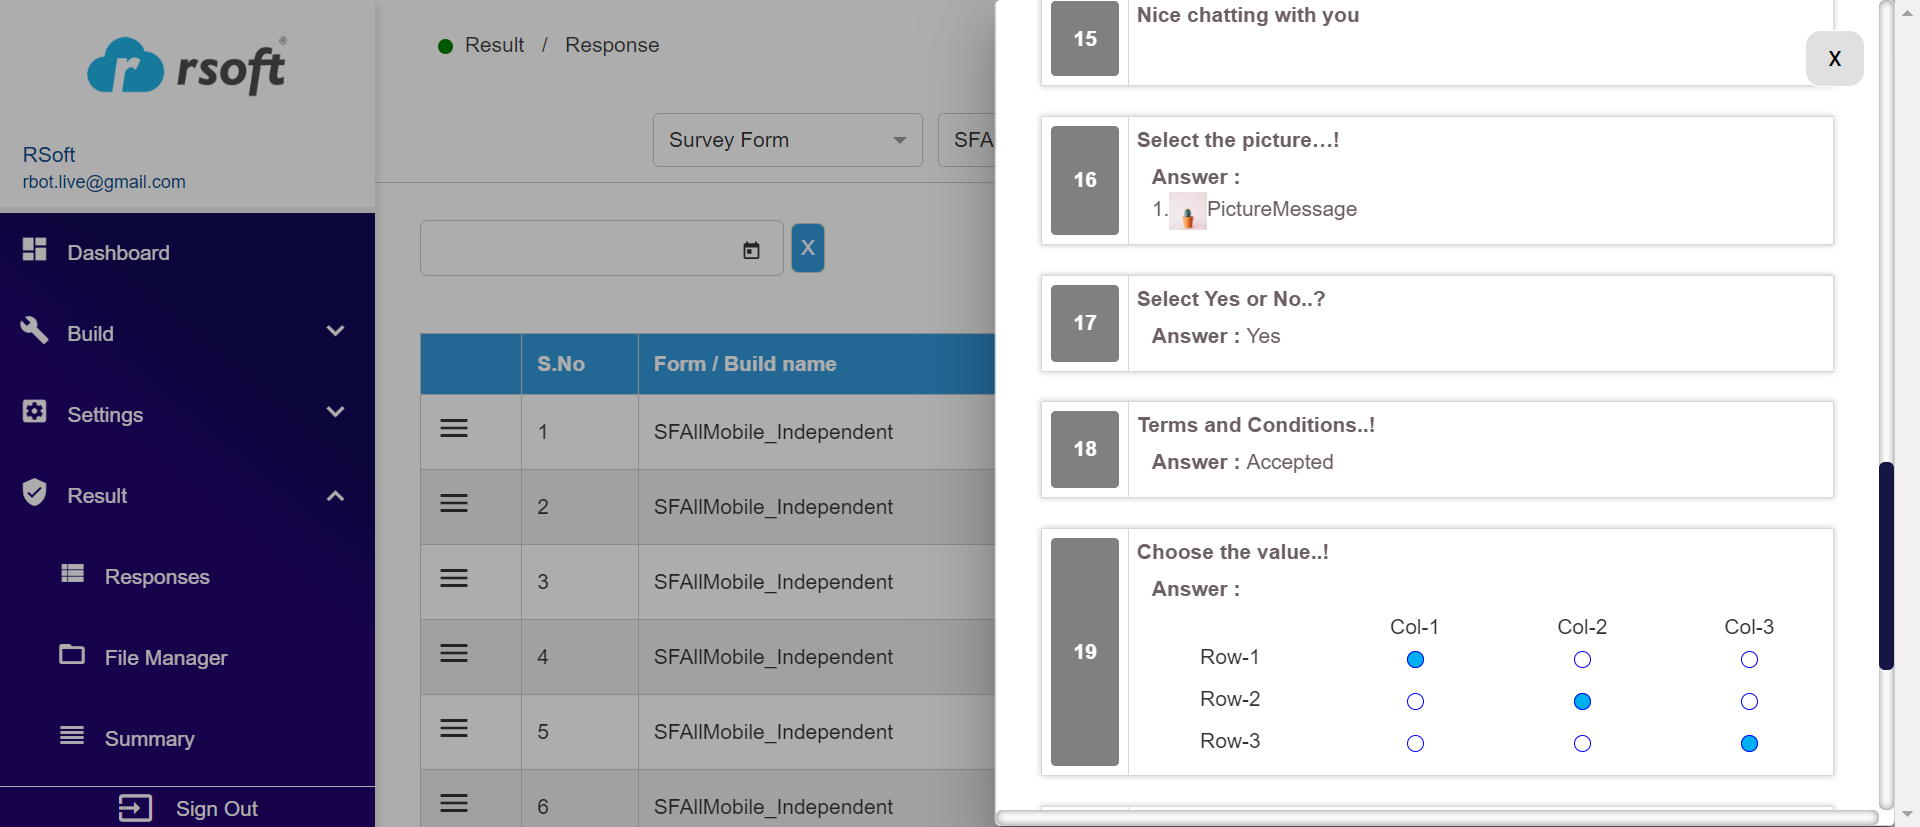 rsoft®
RSoft
rbot.live@gmail.com
Dashboard
Build
Settings
Result
Responses
File Manager
Summary
Sign Out
Result / Response
Survey Form
SFA
X
S.No Form / Build name
1 SFAllMobile_Independent
2 SFAllMobile_Independent
3 SFAllMobile_Independent
4 SFAllMobile_Independent
5 SFAllMobile_Independent
6 SFAllMobile_Independent
X
15 Nice chatting with you
16 Select the picture...!
Answer :
1. PictureMessage
17 Select Yes or No..?
Answer : Yes
18 Terms and Conditions..!
Answer : Accepted
19 Choose the value..!
Answer :
Col-1 Col-2 Col-3
Row-1
Row-2
Row-3